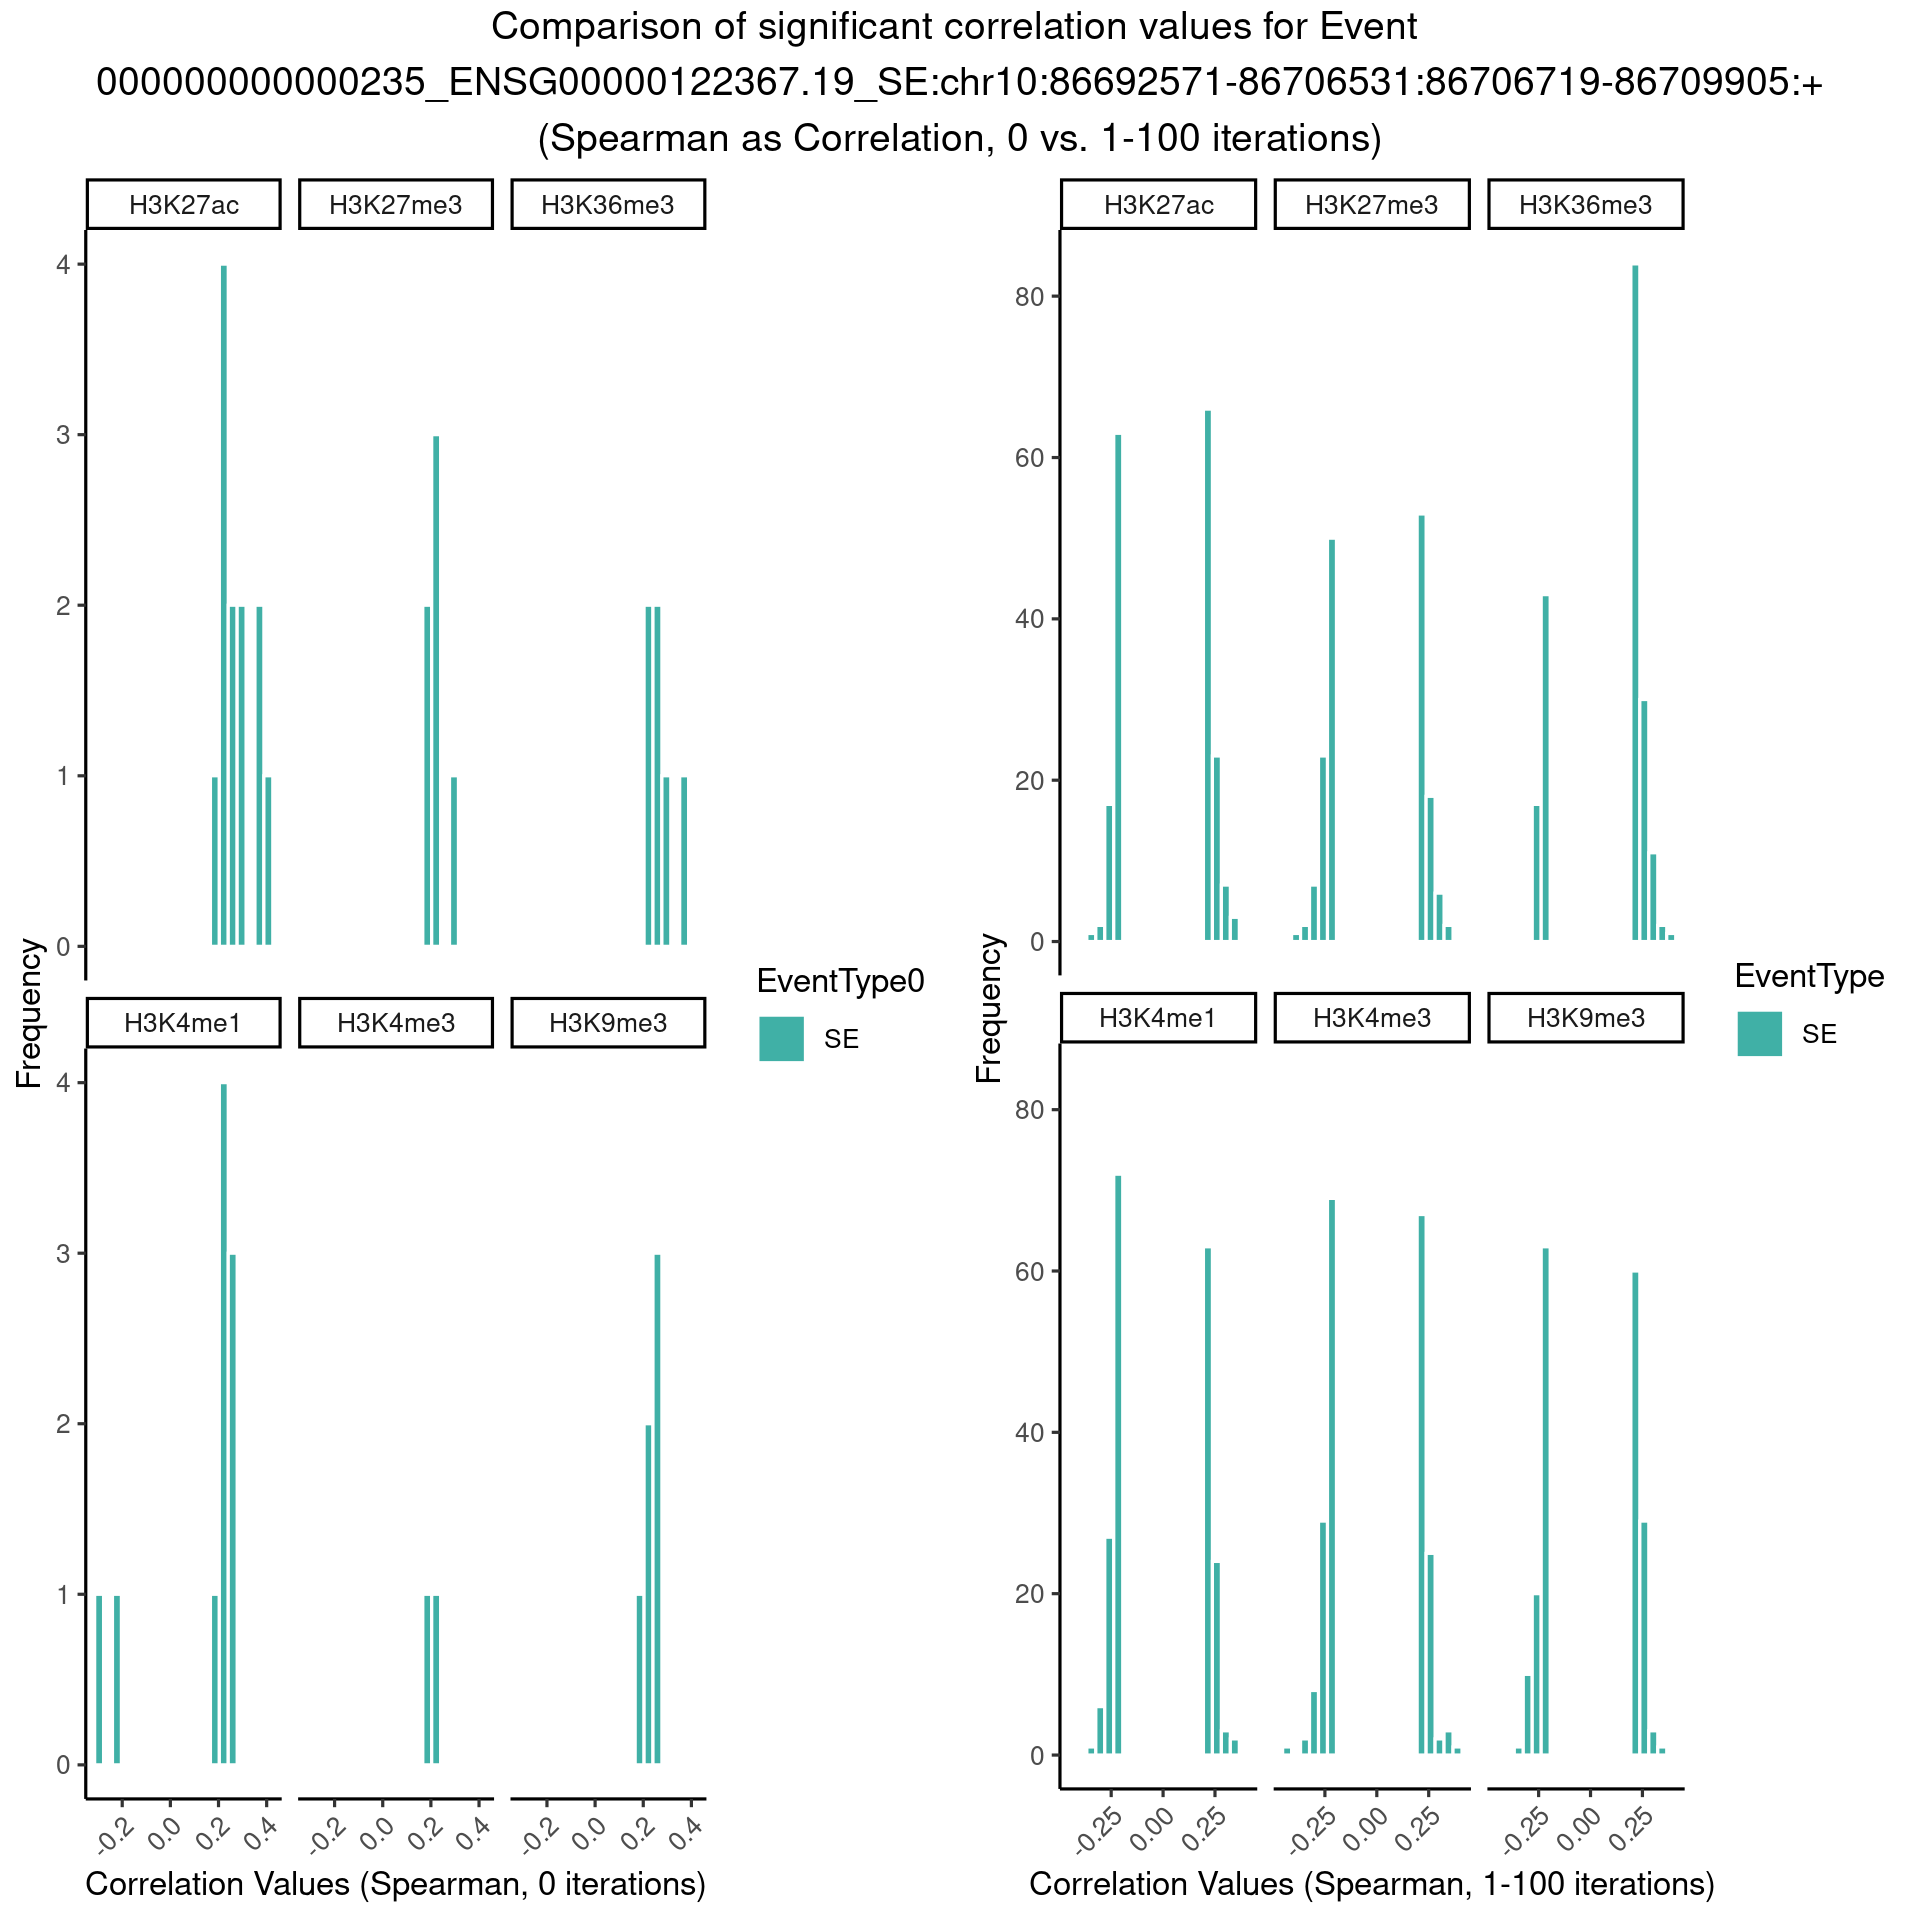 Comparison of significant correlation values for Event
000000000000235_ENSG00000122367.19_SE:chr10:86692571-86706531:86706719-86709905:+
(Spearman as Correlation, 0 vs. 1-100 iterations)
H3K27ac H3K27me3 H3K36me3
4
3
2
1
0
H3K4me1 H3K4me3 H3K9me3
4
3
2
1
0
Frequency
-0.2 0.0 0.2 0.4 -0.2 0.0 0.2 0.4 -0.2 0.0 0.2 0.4
Correlation Values (Spearman, 0 iterations)
EventType0
SE
H3K27ac H3K27me3 H3K36me3
80
60
40
20
0
H3K4me1 H3K4me3 H3K9me3
80
60
40
20
0
Frequency
-0.25 0.00 0.25 -0.25 0.00 0.25 -0.25 0.00 0.25
Correlation Values (Spearman, 1-100 iterations)
EventType
SE